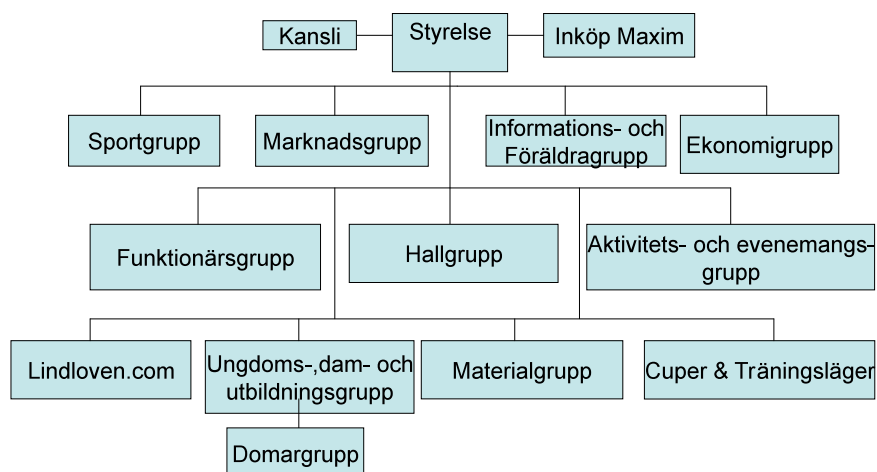 Kansli
Styrelse
Inköp Maxim
Sportgrupp
Marknadsgrupp
Informations- och
Föräldragrupp
Ekonomigrupp
Funktionärsgrupp
Hallgrupp
Aktivitets- och evenemangs-
grupp
Lindloven.com
Ungdoms-,dam- och
utbildningsgrupp
Materialgrupp
Cuper & Träningsläger
Domargrupp